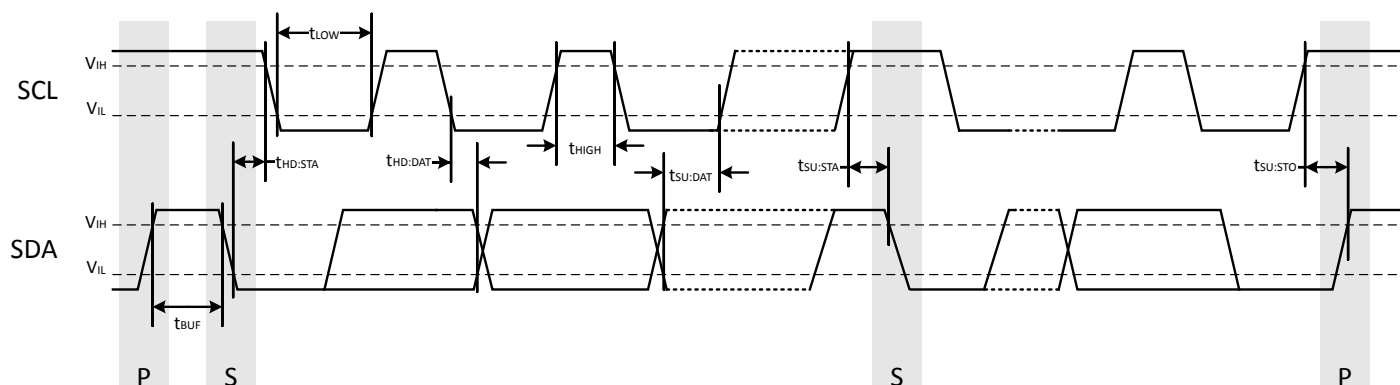 tLOW
VIH
SCL
VIL
tHD:STA
tHD:DAT
tHIGH
tSU:DAT
tSU:STA
tSU:STO
VIH
SDA
VIL
tBUF
P
S
S
P